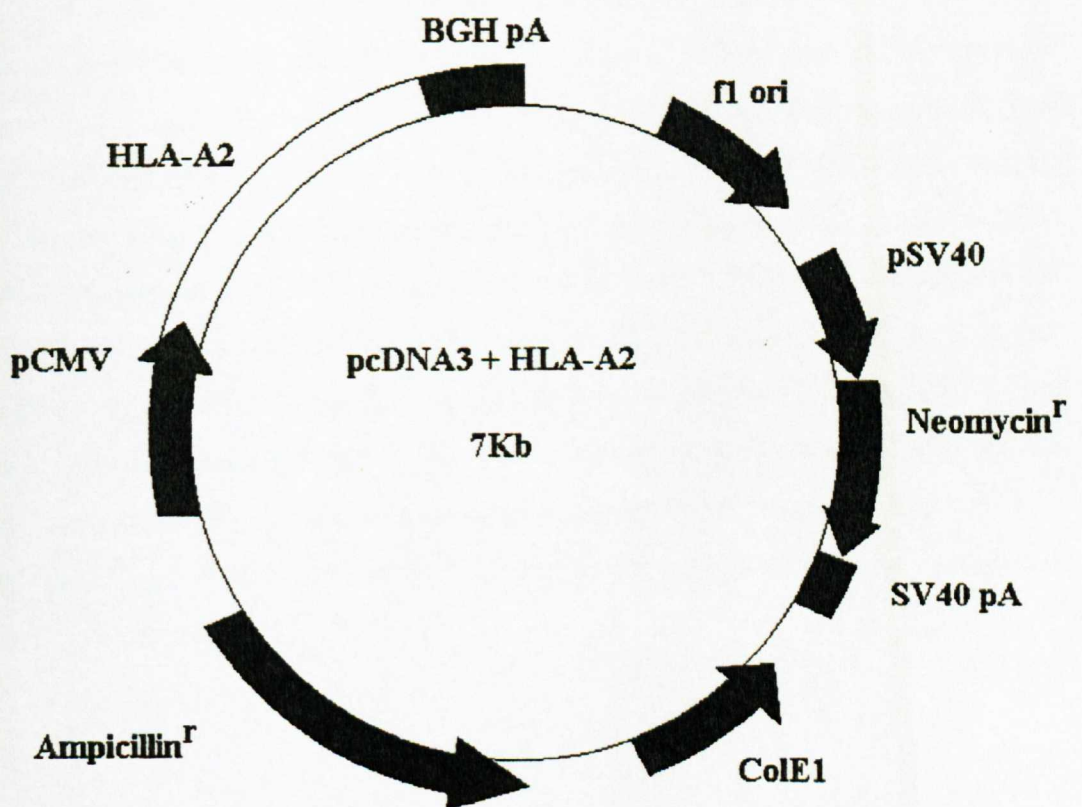 BGH pA
f1 ori
HLA-A2
pSV40
pCMV
pcDNA3 + HLA-A2
7Kb
Neomycinʳ
SV40 pA
Ampicillinʳ
ColE1